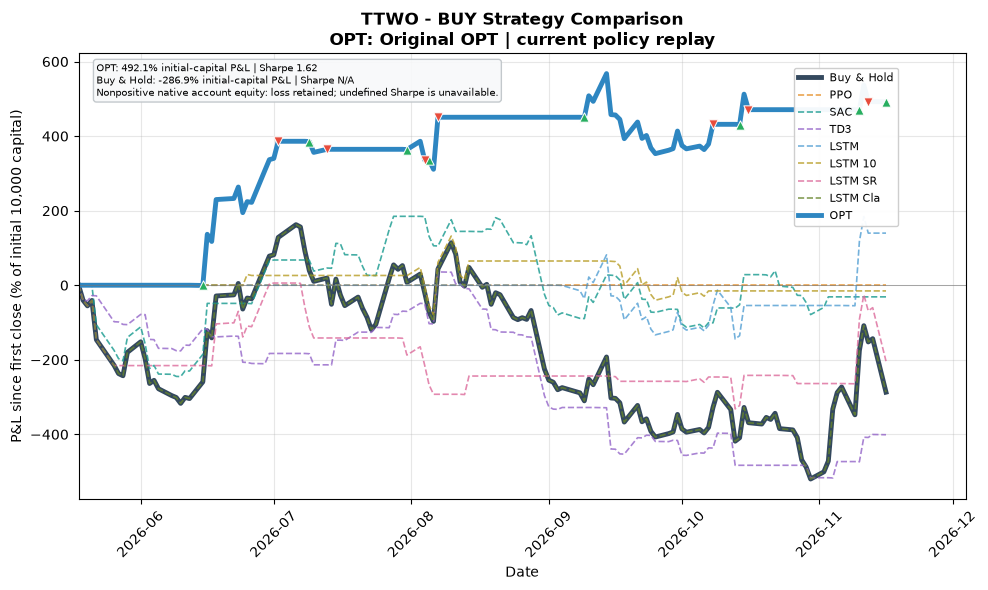 TTWO - BUY Strategy Comparison
OPT: Original OPT | current policy replay
OPT: 492.1% initial-capital P&L | Sharpe 1.62
Buy & Hold: -286.9% initial-capital P&L | Sharpe N/A
Nonpositive native account equity: loss retained; undefined Sharpe is unavailable.
Buy & Hold
PPO
SAC
TD3
LSTM
LSTM 10
LSTM SR
LSTM Cla
OPT
P&L since first close (% of initial 10,000 capital)
600
400
200
0
−200
−400
2026-06
2026-07
2026-08
2026-09
2026-10
2026-11
2026-12
Date